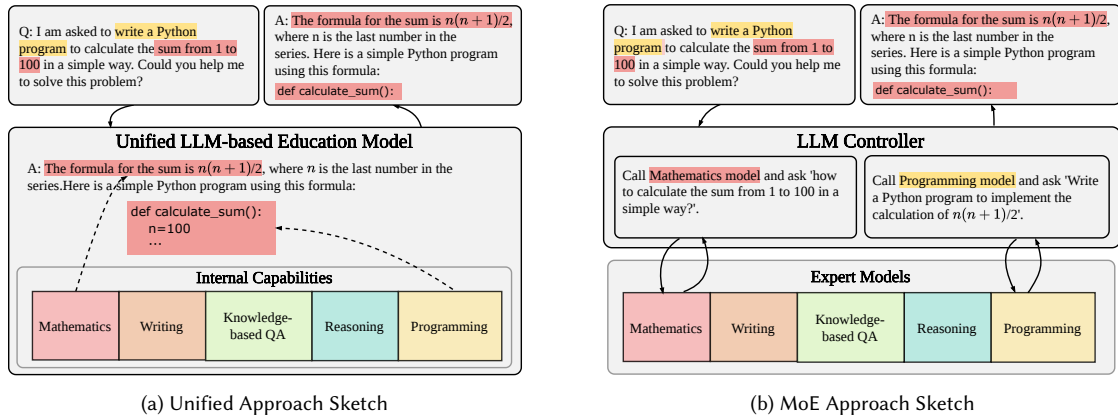 Q: I am asked to write a Python
program to calculate the sum from 1 to
100 in a simple way. Could you help me
to solve this problem?
A: The formula for the sum is n(n+1)/2,
where n is the last number in the
series. Here is a simple Python program
using this formula:
def calculate_sum():
Unified LLM-based Education Model
A: The formula for the sum is n(n + 1)/2, where n is the last number in the
series.Here is a simple Python program using this formula:
def calculate_sum():
n=100
...
Internal Capabilities
Mathematics
Writing
Knowledge-
based QA
Reasoning
Programming
(a) Unified Approach Sketch
Q: I am asked to write a Python
program to calculate the sum from 1 to
100 in a simple way. Could you help me
to solve this problem?
A: The formula for the sum is n(n+1)/2,
where n is the last number in the
series. Here is a simple Python program
using this formula:
def calculate_sum():
LLM Controller
Call Mathematics model and ask 'how
to calculate the sum from 1 to 100 in a
simple way?'.
Call Programming model and ask 'Write
a Python program to implement the
calculation of n(n + 1)/2'.
Expert Models
Mathematics
Writing
Knowledge-
based QA
Reasoning
Programming
(b) MoE Approach Sketch